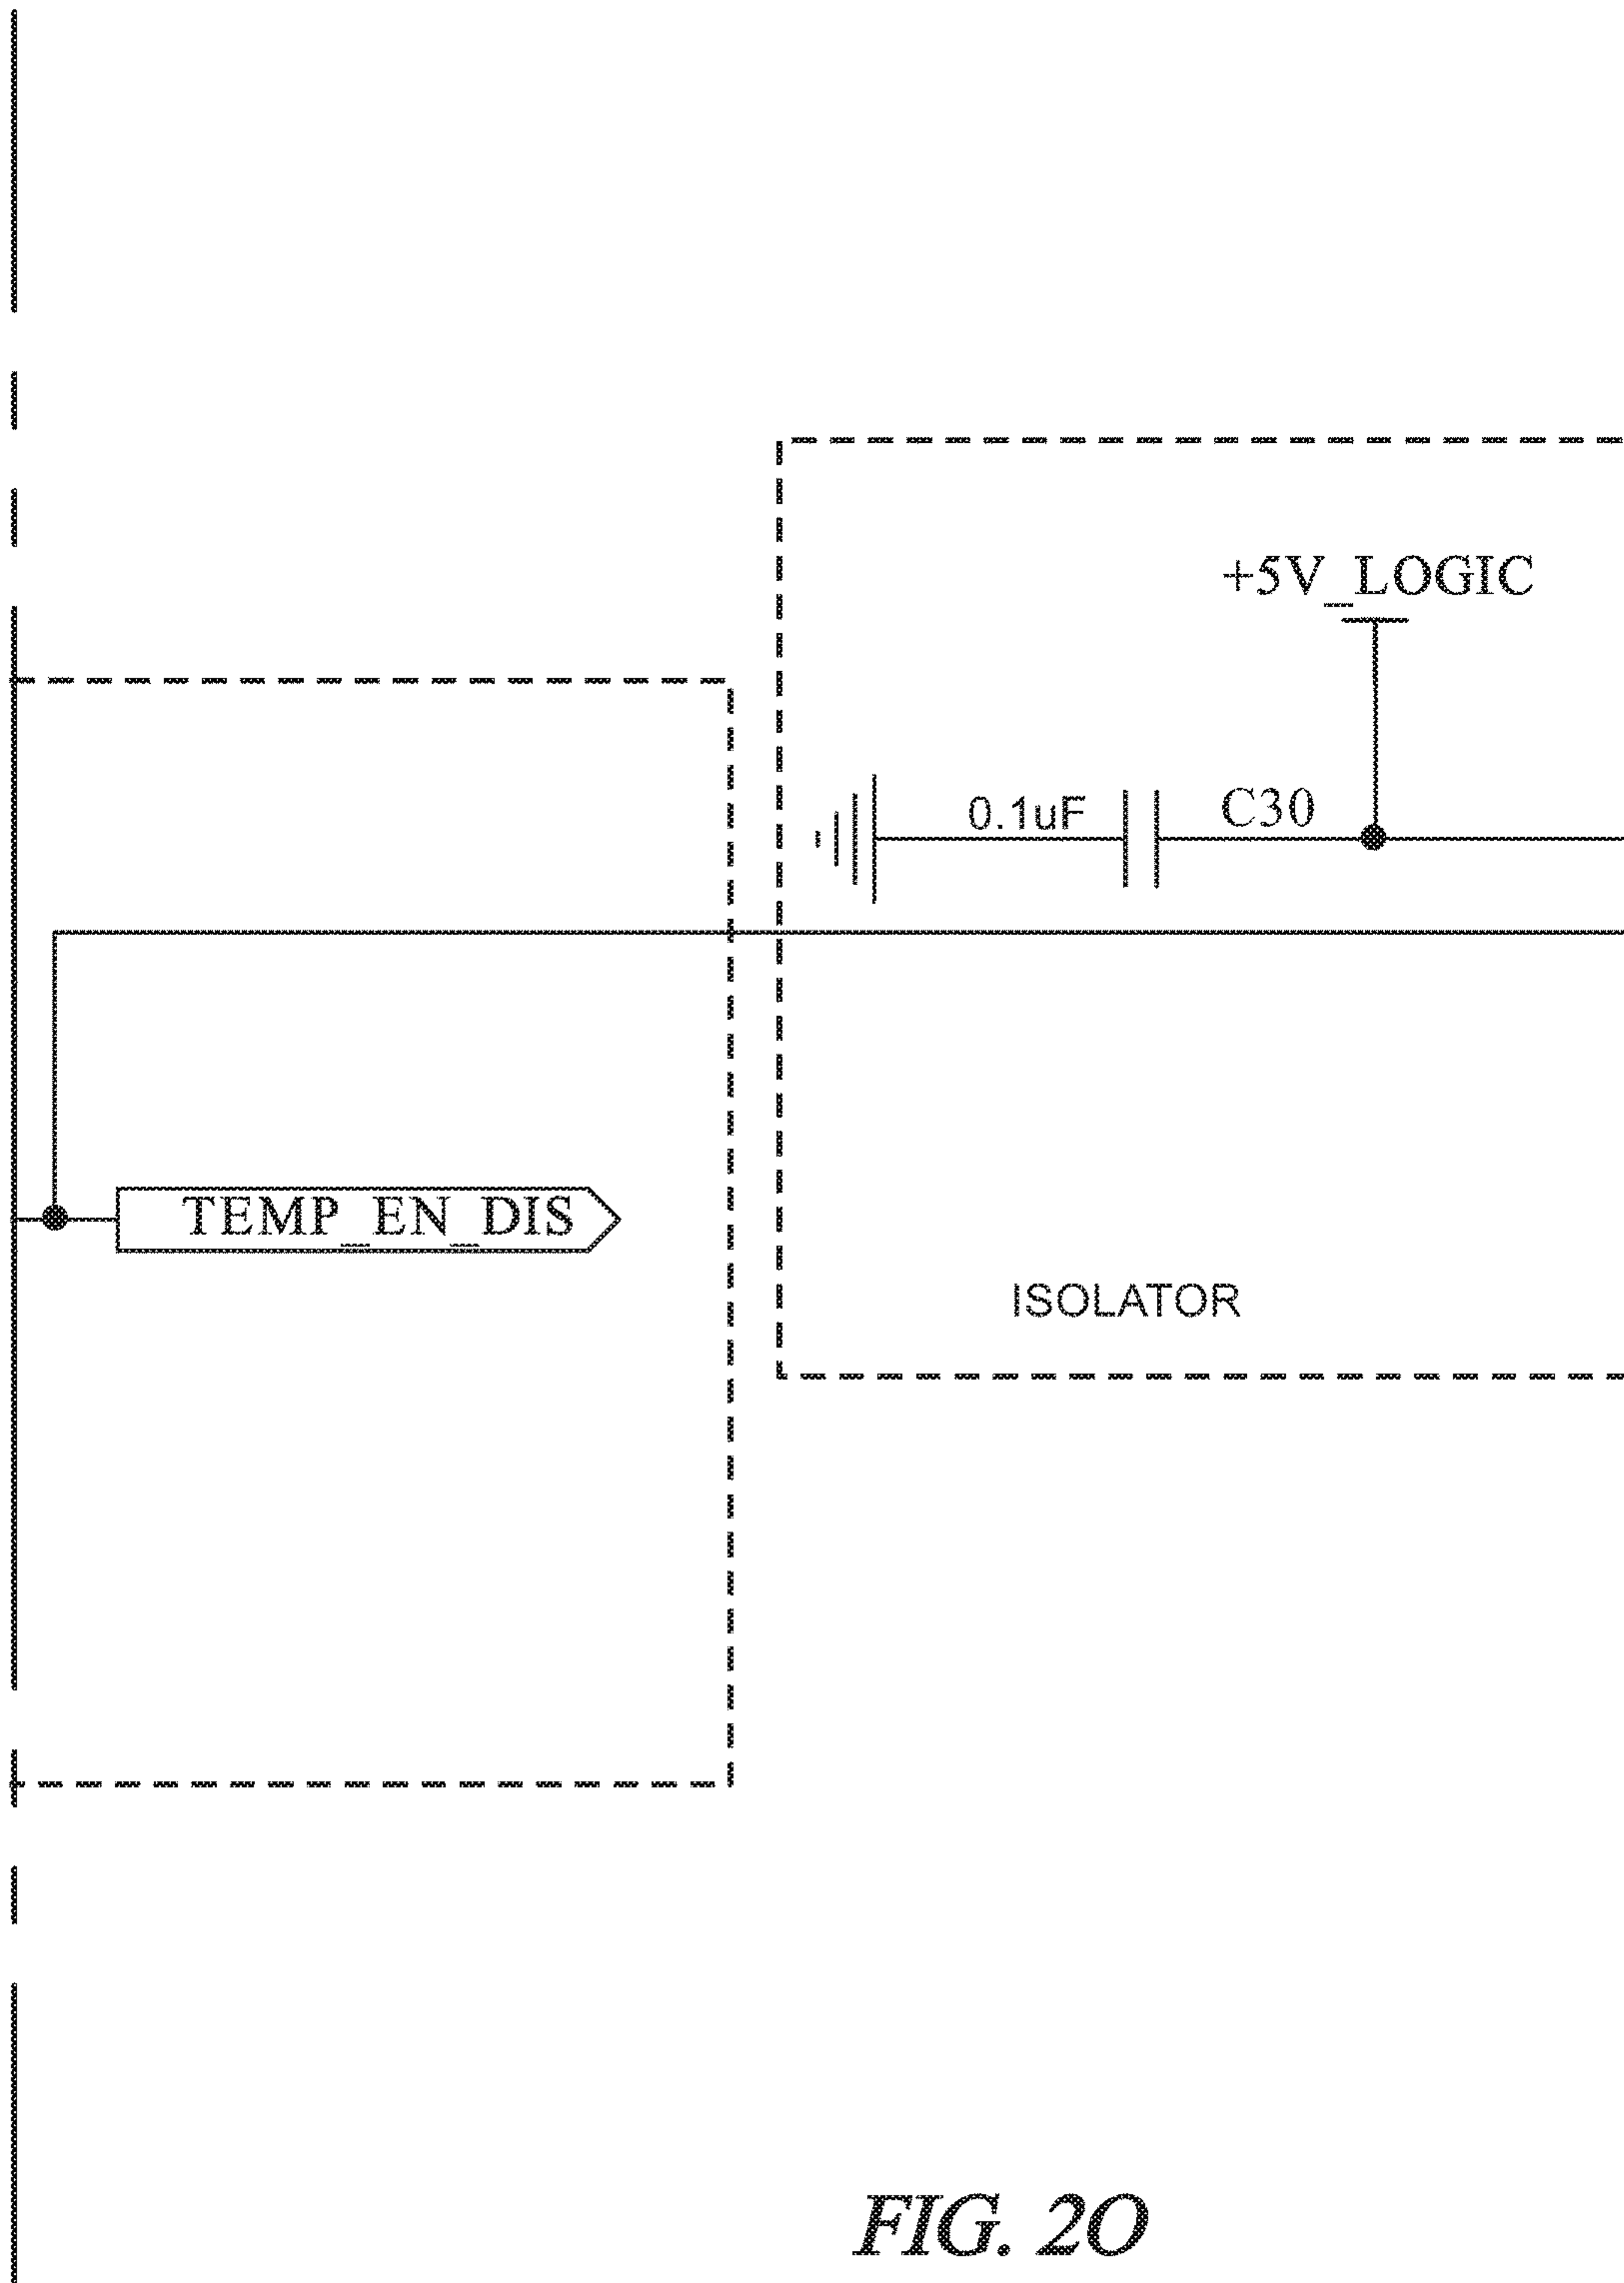 +5V_LOGIC
0.1uF
C30
TEMP_EN_DIS
ISOLATOR
FIG. 2O